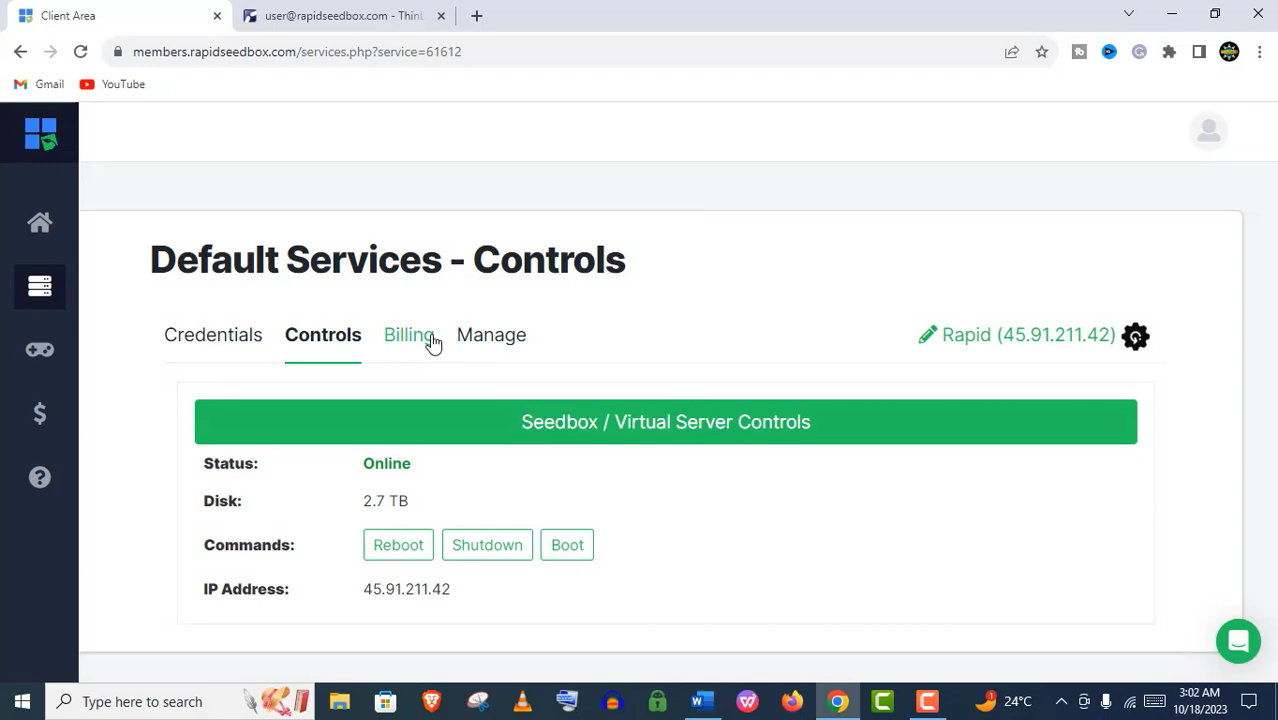 Client Area
user@rapidseedbox.com - Thin
members.rapidseedbox.com/services.php?service=61612
Gmail
YouTube
Default Services - Controls
Credentials
Controls
Billing
Manage
Rapid (45.91.211.42)
Seedbox / Virtual Server Controls
Status:
Online
Disk:
2.7 TB
Commands:
Reboot
Shutdown
Boot
IP Address:
45.91.211.42
Type here to search
24°C
3:02 AM
10/18/2023